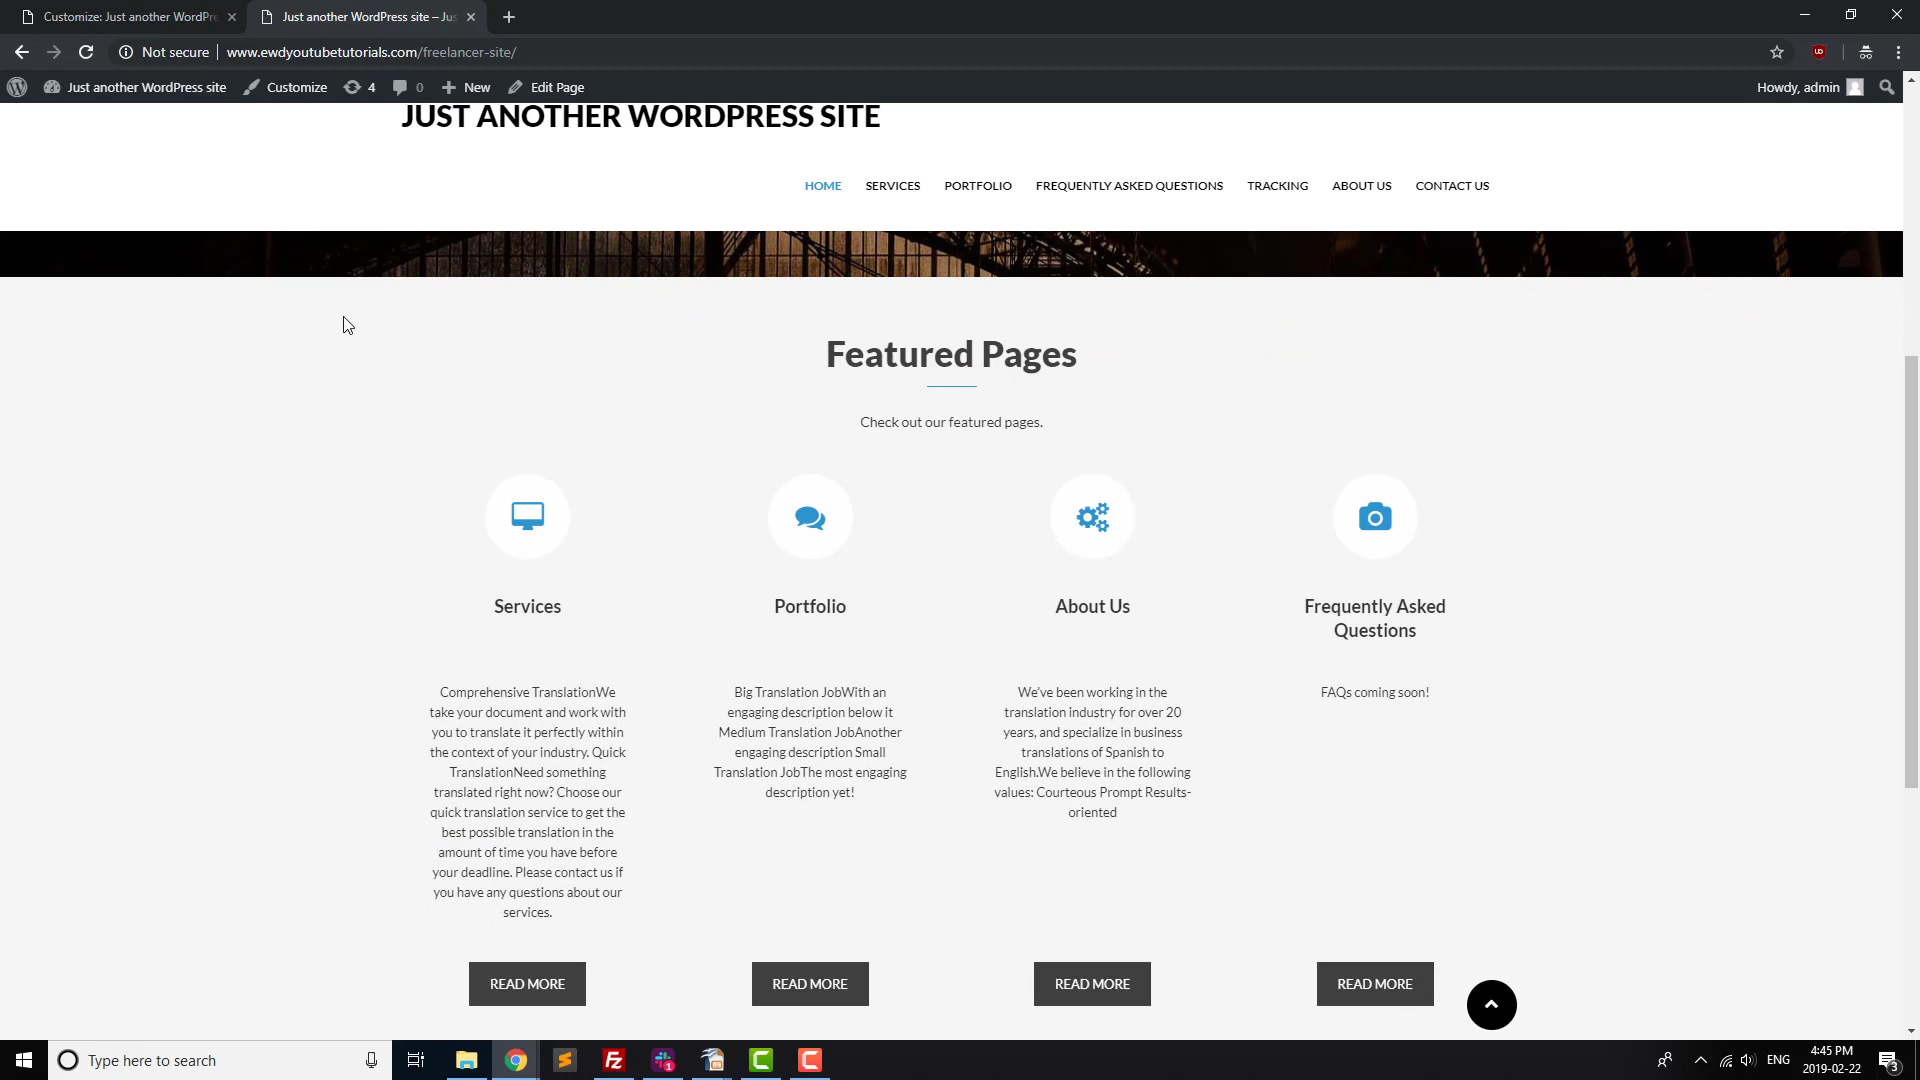 Customize: Just another WordPre
Just another WordPress site – Jus
Not secure
www.ewdyoutubetutorials.com/freelancer-site/
Just another WordPress site
Customize
4
0
New
Edit Page
Howdy, admin
JUST ANOTHER WORDPRESS SITE
HOME SERVICES PORTFOLIO FREQUENTLY ASKED QUESTIONS TRACKING ABOUT US CONTACT US
Featured Pages
Check out our featured pages.
Services
Comprehensive TranslationWe
take your document and work with
you to translate it perfectly within
the context of your industry. Quick
TranslationNeed something
translated right now? Choose our
quick translation service to get the
best possible translation in the
amount of time you have before
your deadline. Please contact us if
you have any questions about our
services.
READ MORE
Portfolio
Big Translation JobWith an
engaging description below it
Medium Translation JobAnother
engaging description Small
Translation JobThe most engaging
description yet!
READ MORE
About Us
We've been working in the
translation industry for over 20
years, and specialize in business
translations of Spanish to
English.We believe in the following
values: Courteous Prompt Results-
oriented
READ MORE
Frequently Asked
Questions
FAQs coming soon!
READ MORE
Type here to search
ENG
4:45 PM
2019-02-22
3